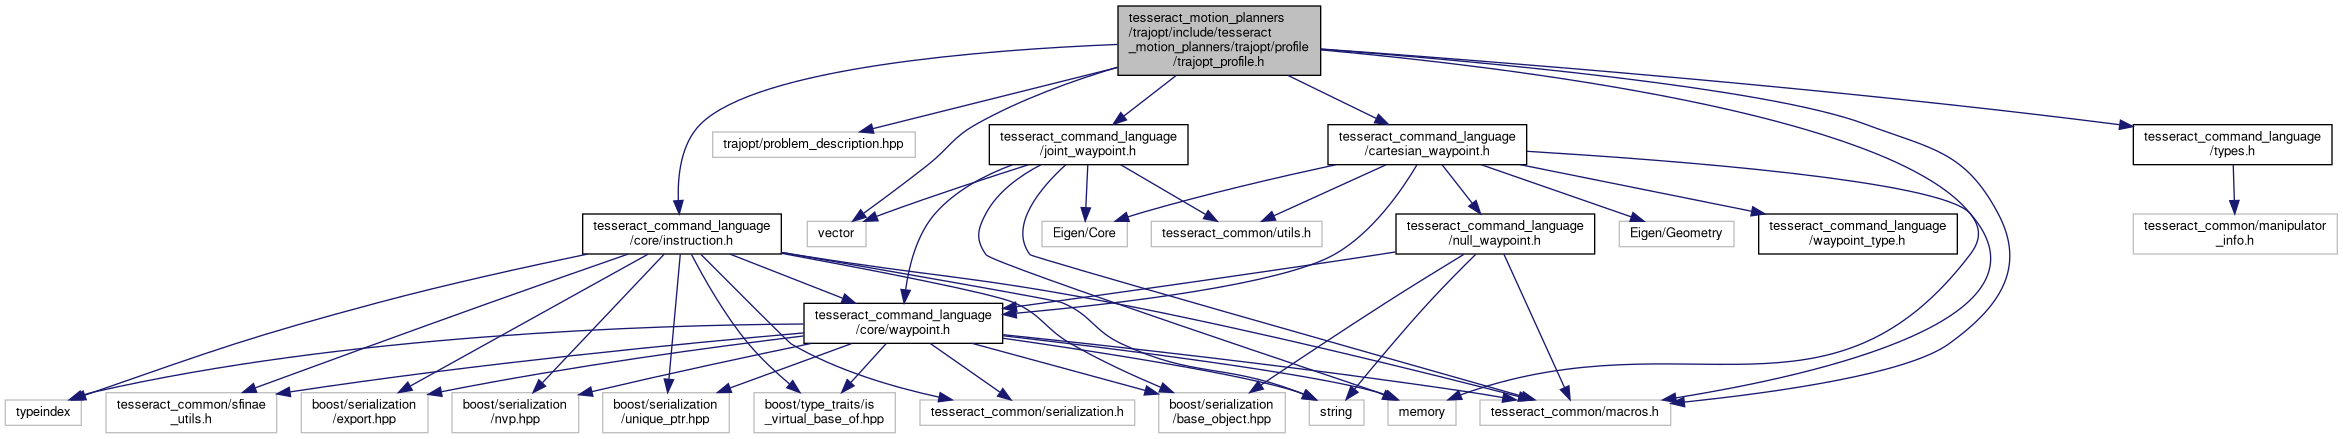 tesseract_motion_planners
/trajopt/include/tesseract
_motion_planners/trajopt/profile
/trajopt_profile.h
trajopt/problem_description.hpp
tesseract_command_language
/joint_waypoint.h
tesseract_command_language
/cartesian_waypoint.h
tesseract_command_language
/types.h
tesseract_command_language
/core/instruction.h
vector
Eigen/Core
tesseract_common/utils.h
tesseract_command_language
/null_waypoint.h
Eigen/Geometry
tesseract_command_language
/waypoint_type.h
tesseract_common/manipulator
_info.h
tesseract_command_language
/core/waypoint.h
typeindex
tesseract_common/sfinae
_utils.h
boost/serialization
/export.hpp
boost/serialization
/nvp.hpp
boost/serialization
/unique_ptr.hpp
boost/type_traits/is
_virtual_base_of.hpp
tesseract_common/serialization.h
boost/serialization
/base_object.hpp
string
memory
tesseract_common/macros.h